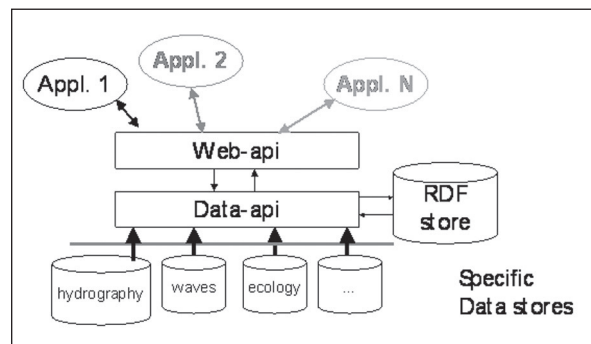 Appl. 1
Appl. 2
Appl. N
Web-api
Data-api
RDF
store
hydrography
waves
ecology
...
Specific
Data stores